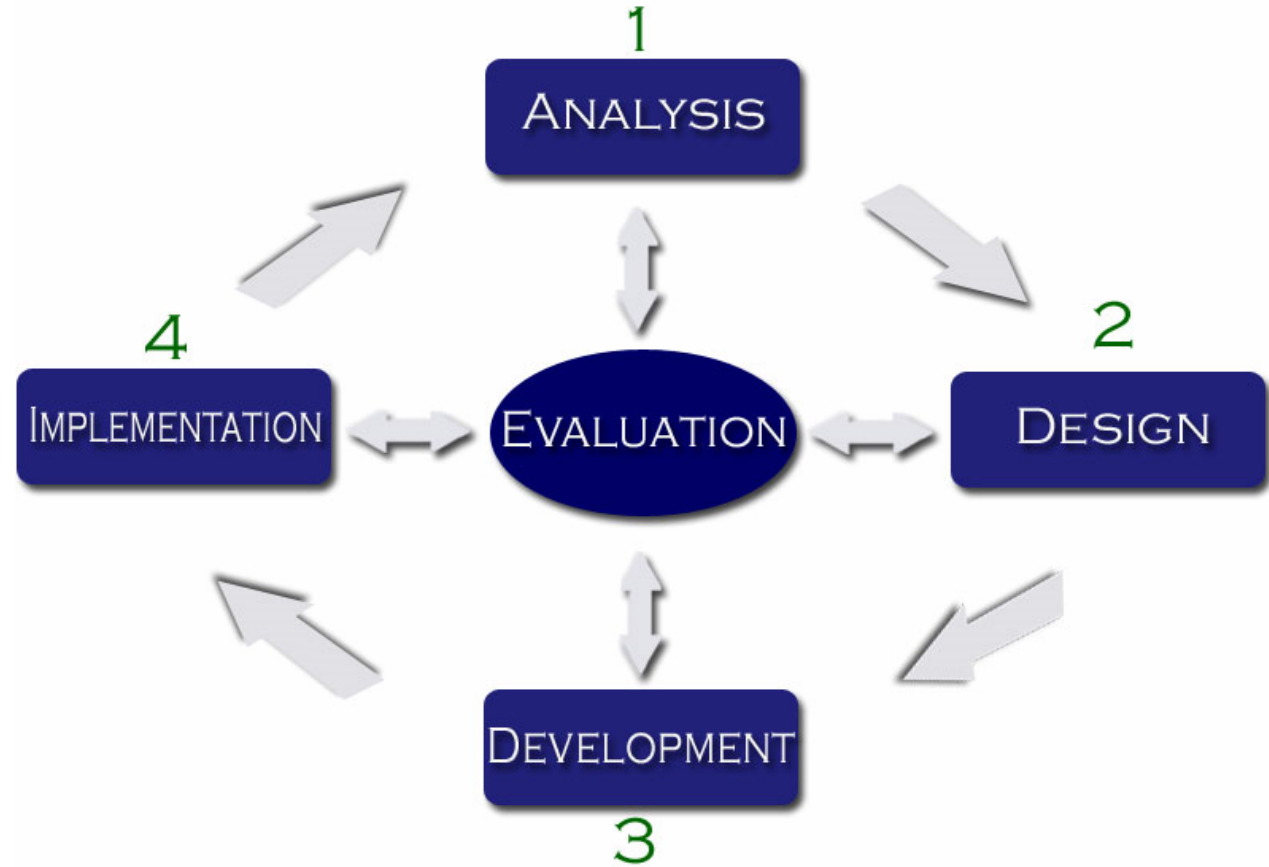 1
ANALYSIS
2
DESIGN
3
DEVELOPMENT
4
IMPLEMENTATION
EVALUATION